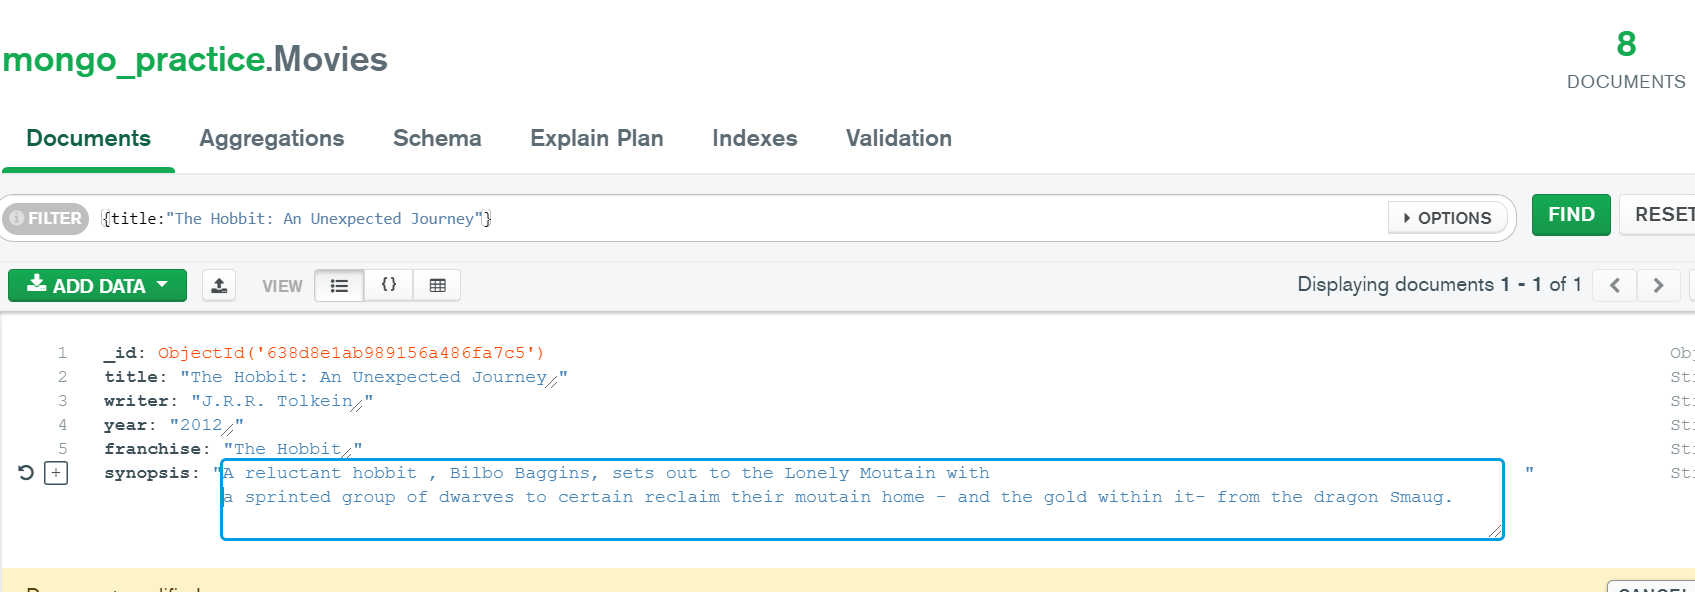 mongo_practice.Movies
8
DOCUMENTS
Documents Aggregations Schema Explain Plan Indexes Validation
FILTER {title:"The Hobbit: An Unexpected Journey"} OPTIONS FIND RESET
ADD DATA VIEW {} Displaying documents 1 - 1 of 1
1 _id: ObjectId('638d8e1ab989156a486fa7c5')
2 title: "The Hobbit: An Unexpected Journey"
3 writer: "J.R.R. Tolkein"
4 year: "2012"
5 franchise: "The Hobbit"
synopsis: "A reluctant hobbit , Bilbo Baggins, sets out to the Lonely Moutain with "
a sprinted group of dwarves to certain reclaim their moutain home - and the gold within it- from the dragon Smaug.